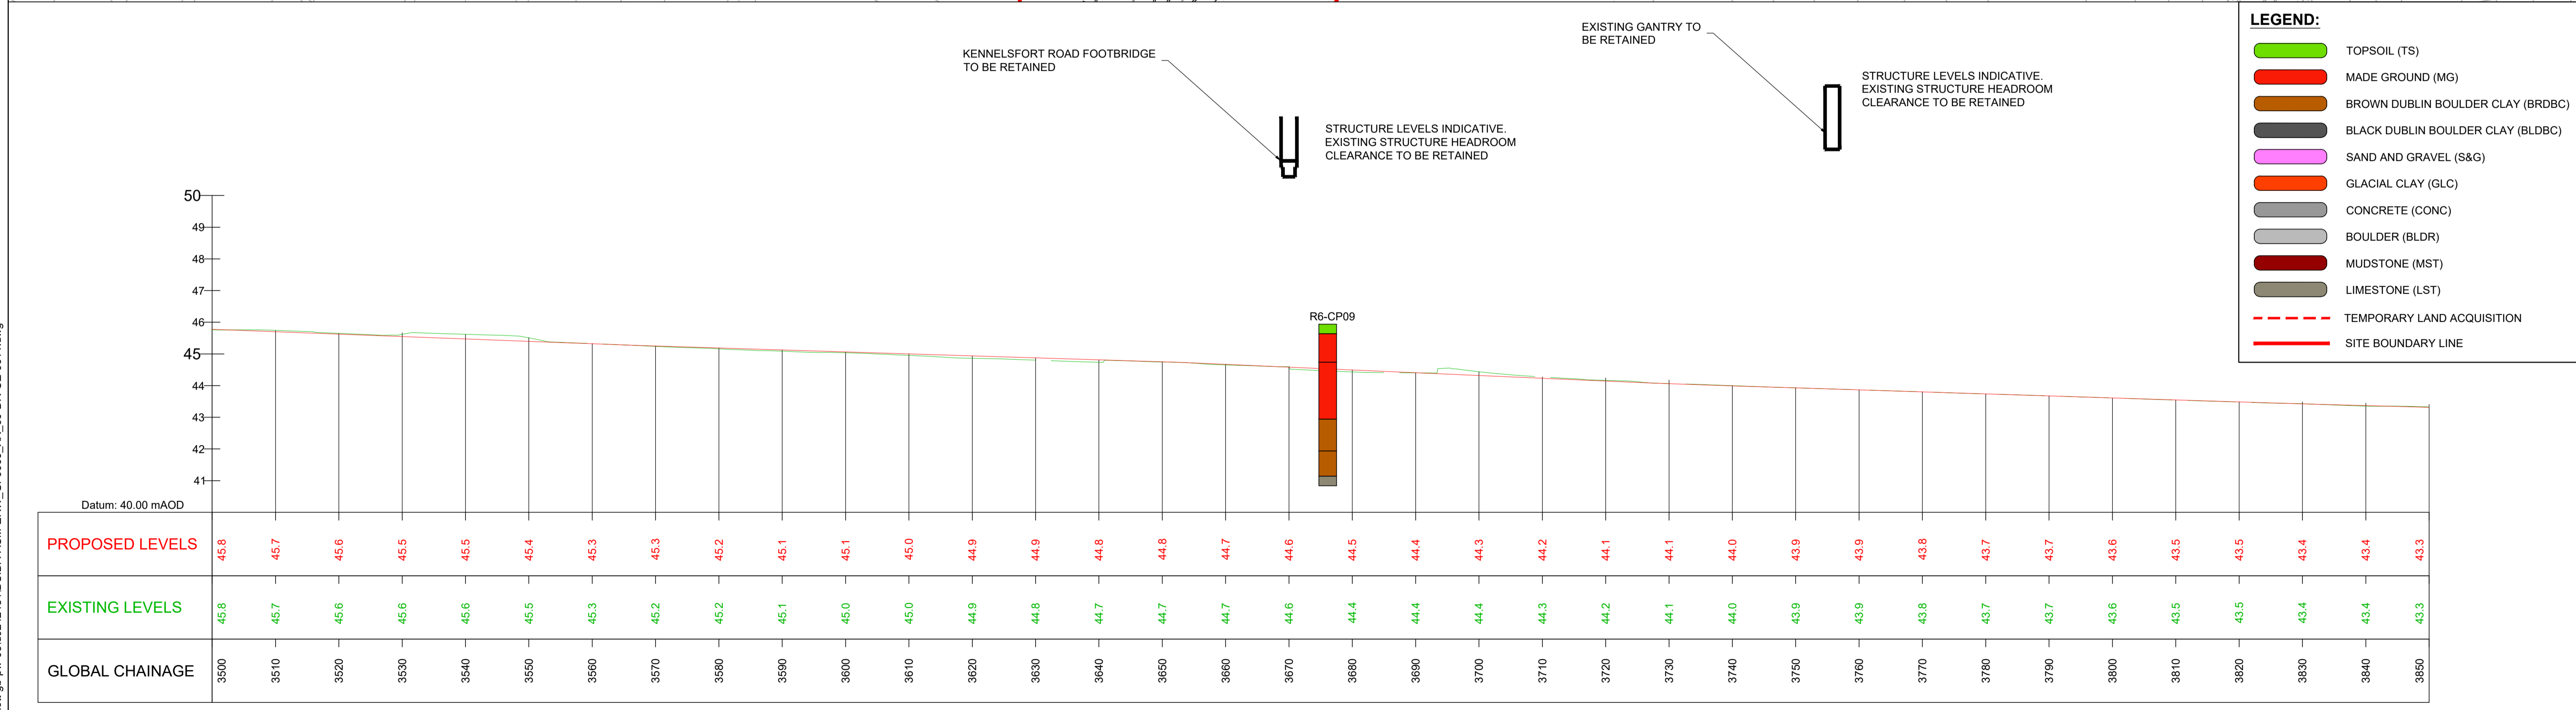 KENNELSFORT ROAD FOOTBRIDGE
TO BE RETAINED
STRUCTURE LEVELS INDICATIVE.
EXISTING STRUCTURE HEADROOM
CLEARANCE TO BE RETAINED
EXISTING GANTRY TO
BE RETAINED
STRUCTURE LEVELS INDICATIVE.
EXISTING STRUCTURE HEADROOM
CLEARANCE TO BE RETAINED
LEGEND:
TOPSOIL (TS)
MADE GROUND (MG)
BROWN DUBLIN BOULDER CLAY (BRDBC)
BLACK DUBLIN BOULDER CLAY (BLDBC)
SAND AND GRAVEL (S&G)
GLACIAL CLAY (GLC)
CONCRETE (CONC)
BOULDER (BLDR)
MUDSTONE (MST)
LIMESTONE (LST)
TEMPORARY LAND ACQUISITION
SITE BOUNDARY LINE
50
49
48
47
46
45
44
43
42
41
R6-CP09
Datum: 40.00 mAOD
PROPOSED LEVELS 45.8 45.7 45.6 45.5 45.5 45.4 45.3 45.3 45.2 45.1 45.1 45.0 44.9 44.9 44.8 44.8 44.7 44.6 44.5 44.4 44.3 44.2 44.1 44.1 44.0 43.9 43.9 43.8 43.7 43.7 43.6 43.5 43.5 43.4 43.4 43.3
EXISTING LEVELS 45.8 45.7 45.6 45.6 45.6 45.5 45.3 45.2 45.2 45.1 45.0 45.0 44.9 44.8 44.7 44.7 44.7 44.6 44.4 44.4 44.4 44.3 44.2 44.1 44.0 43.9 43.9 43.8 43.7 43.7 43.6 43.5 43.5 43.4 43.4 43.3
GLOBAL CHAINAGE 3500 3510 3520 3530 3540 3550 3560 3570 3580 3590 3600 3610 3620 3630 3640 3650 3660 3670 3680 3690 3700 3710 3720 3730 3740 3750 3760 3770 3780 3790 3800 3810 3820 3830 3840 3850